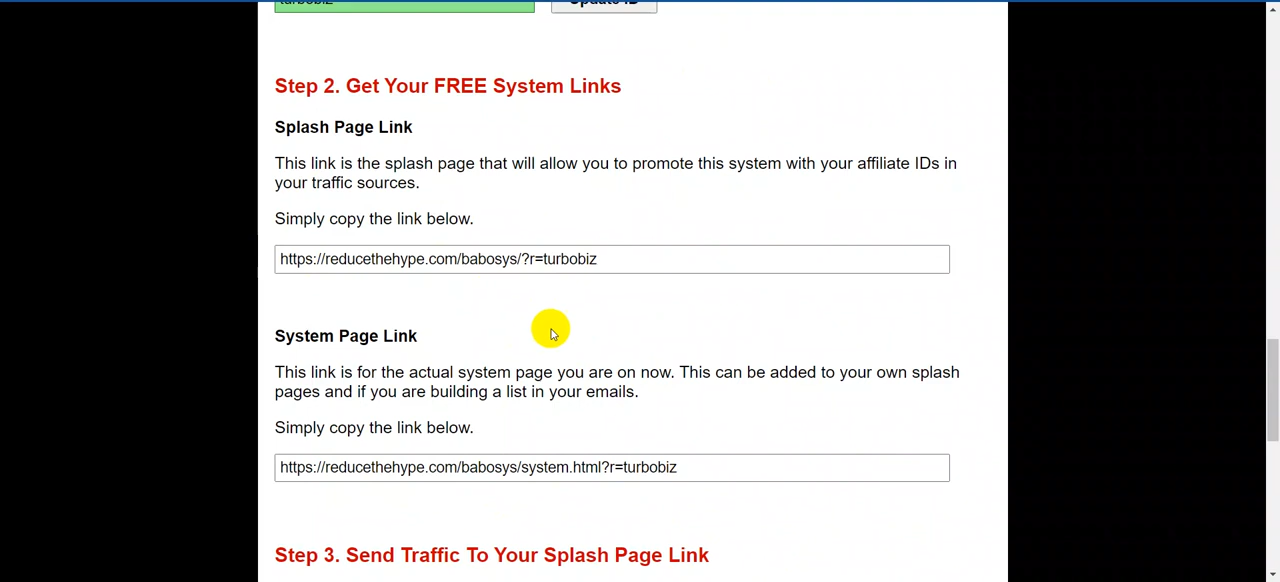 turbobiz
Update ID
Step 2. Get Your FREE System Links
Splash Page Link
This link is the splash page that will allow you to promote this system with your affiliate IDs in
your traffic sources.
Simply copy the link below.
https://reducethehype.com/babosys/?r=turbobiz
System Page Link
This link is for the actual system page you are on now. This can be added to your own splash
pages and if you are building a list in your emails.
Simply copy the link below.
https://reducethehype.com/babosys/system.html?r=turbobiz
Step 3. Send Traffic To Your Splash Page Link